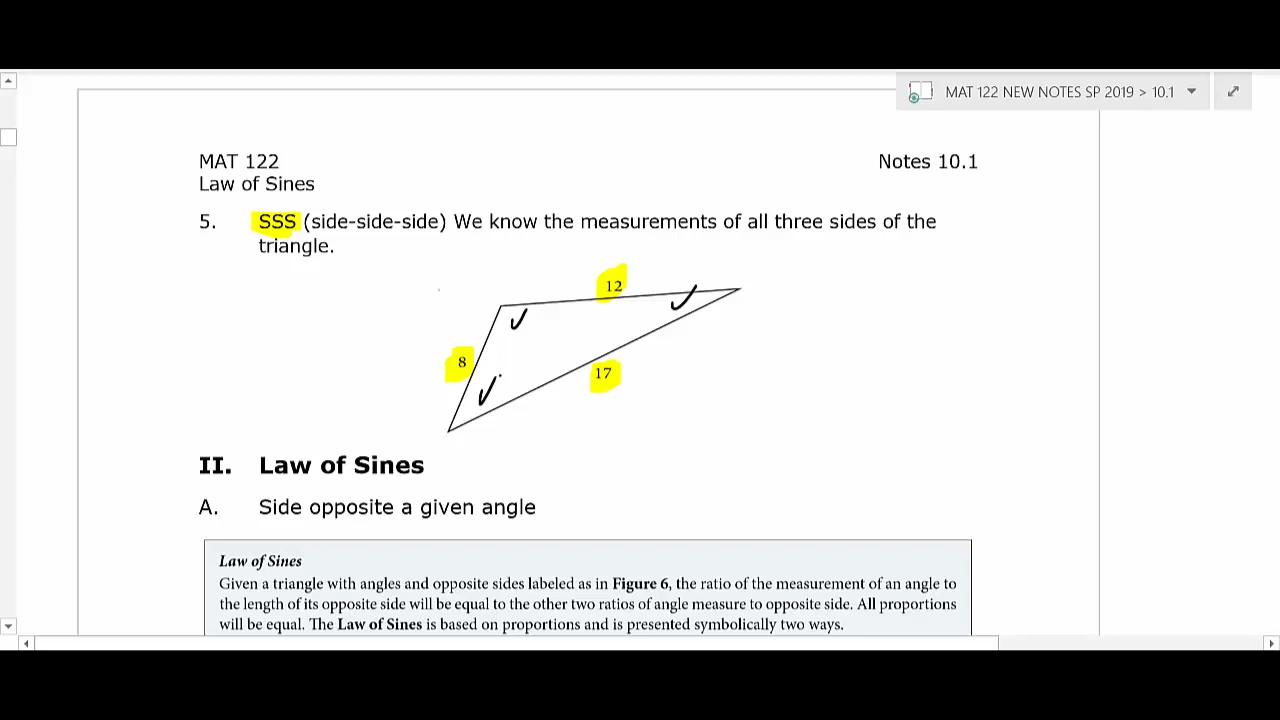 MAT 122 NEW NOTES SP 2019 > 10.1
MAT 122 Notes 10.1
Law of Sines
5. SSS (side-side-side) We know the measurements of all three sides of the
triangle.
12
8
17
II. Law of Sines
A. Side opposite a given angle
Law of Sines
Given a triangle with angles and opposite sides labeled as in Figure 6, the ratio of the measurement of an angle to
the length of its opposite side will be equal to the other two ratios of angle measure to opposite side. All proportions
will be equal. The Law of Sines is based on proportions and is presented symbolically two ways.